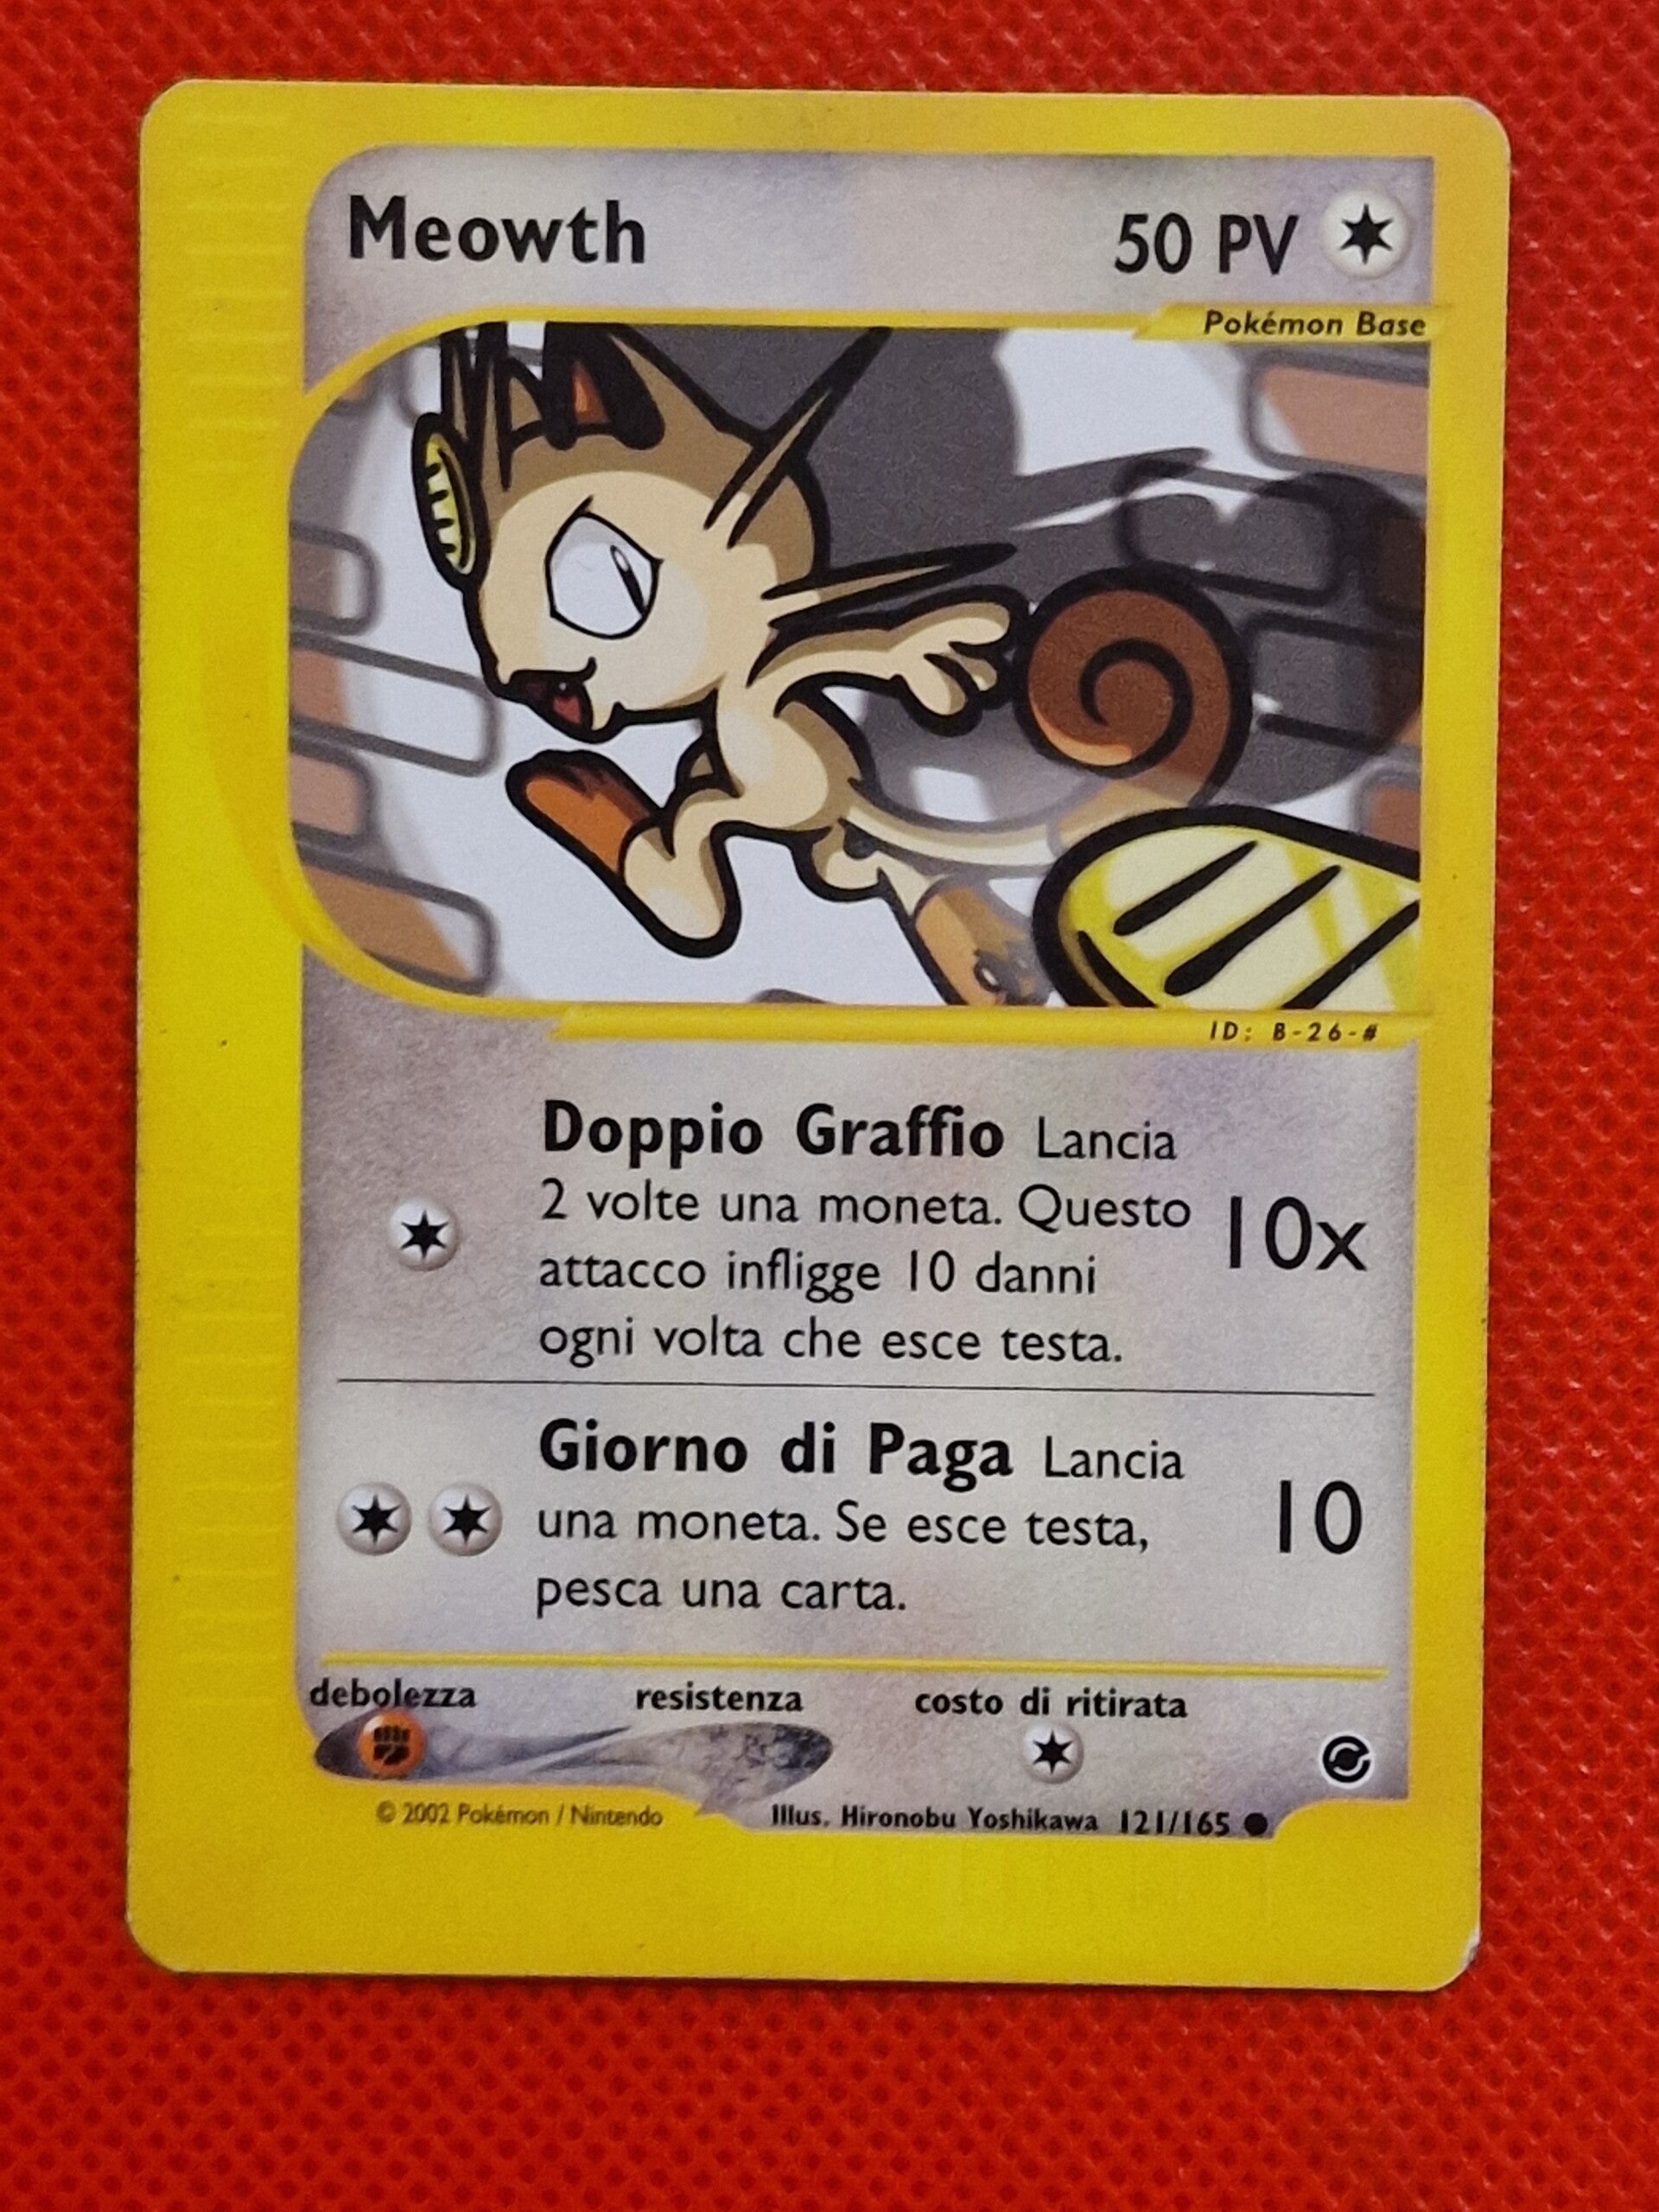 Meowth 50 PV
Pokémon Base
ID: B-26-#
Doppio Graffio Lancia
2 volte una moneta. Questo
attacco infligge 10 danni
ogni volta che esce testa.
10x
Giorno di Paga Lancia
una moneta. Se esce testa,
pesca una carta.
10
debolezza resistenza costo di ritirata
© 2002 Pokémon / Nintendo Illus. Hironobu Yoshikawa 121/165